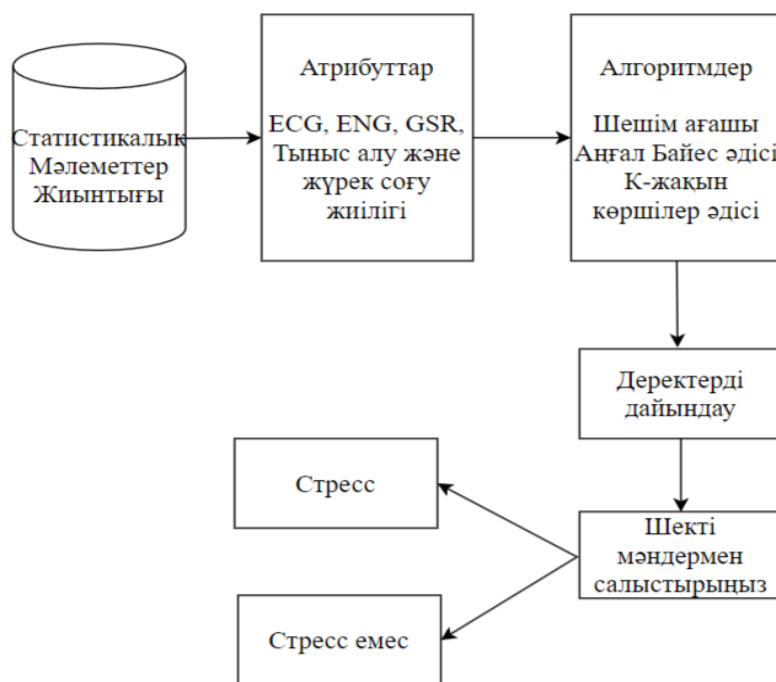 Статистикалық
Мәлеметтер
Жиынтығы
Атрибуттар
ECG, ENG, GSR,
Тыныс алу және
жүрек соғу
жиілігі
Алгоритмдер
Шешім ағашы
Аңғал Байес әдісі
К-жақын
көршілер әдісі
Деректерді
дайындау
Шекті
мәндермен
салыстырыңыз
Стресс
Стресс емес